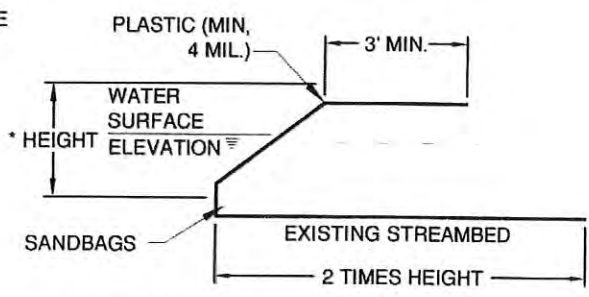 E
PLASTIC (MIN,
4 MIL.)
3' MIN.
WATER
SURFACE
ELEVATION
* HEIGHT
SANDBAGS
EXISTING STREAMBED
2 TIMES HEIGHT